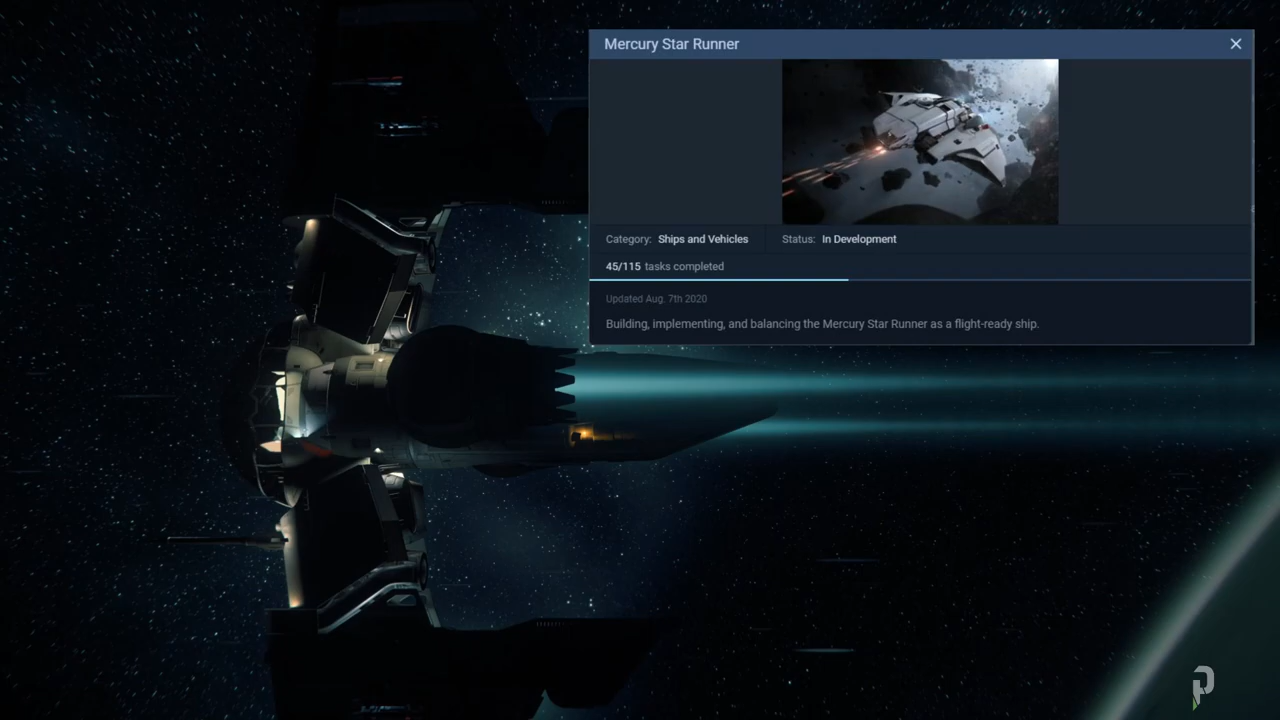 Mercury Star Runner
Category: Ships and Vehicles Status: In Development
45/115 tasks completed
Updated Aug. 7th 2020
Building, implementing, and balancing the Mercury Star Runner as a flight-ready ship.